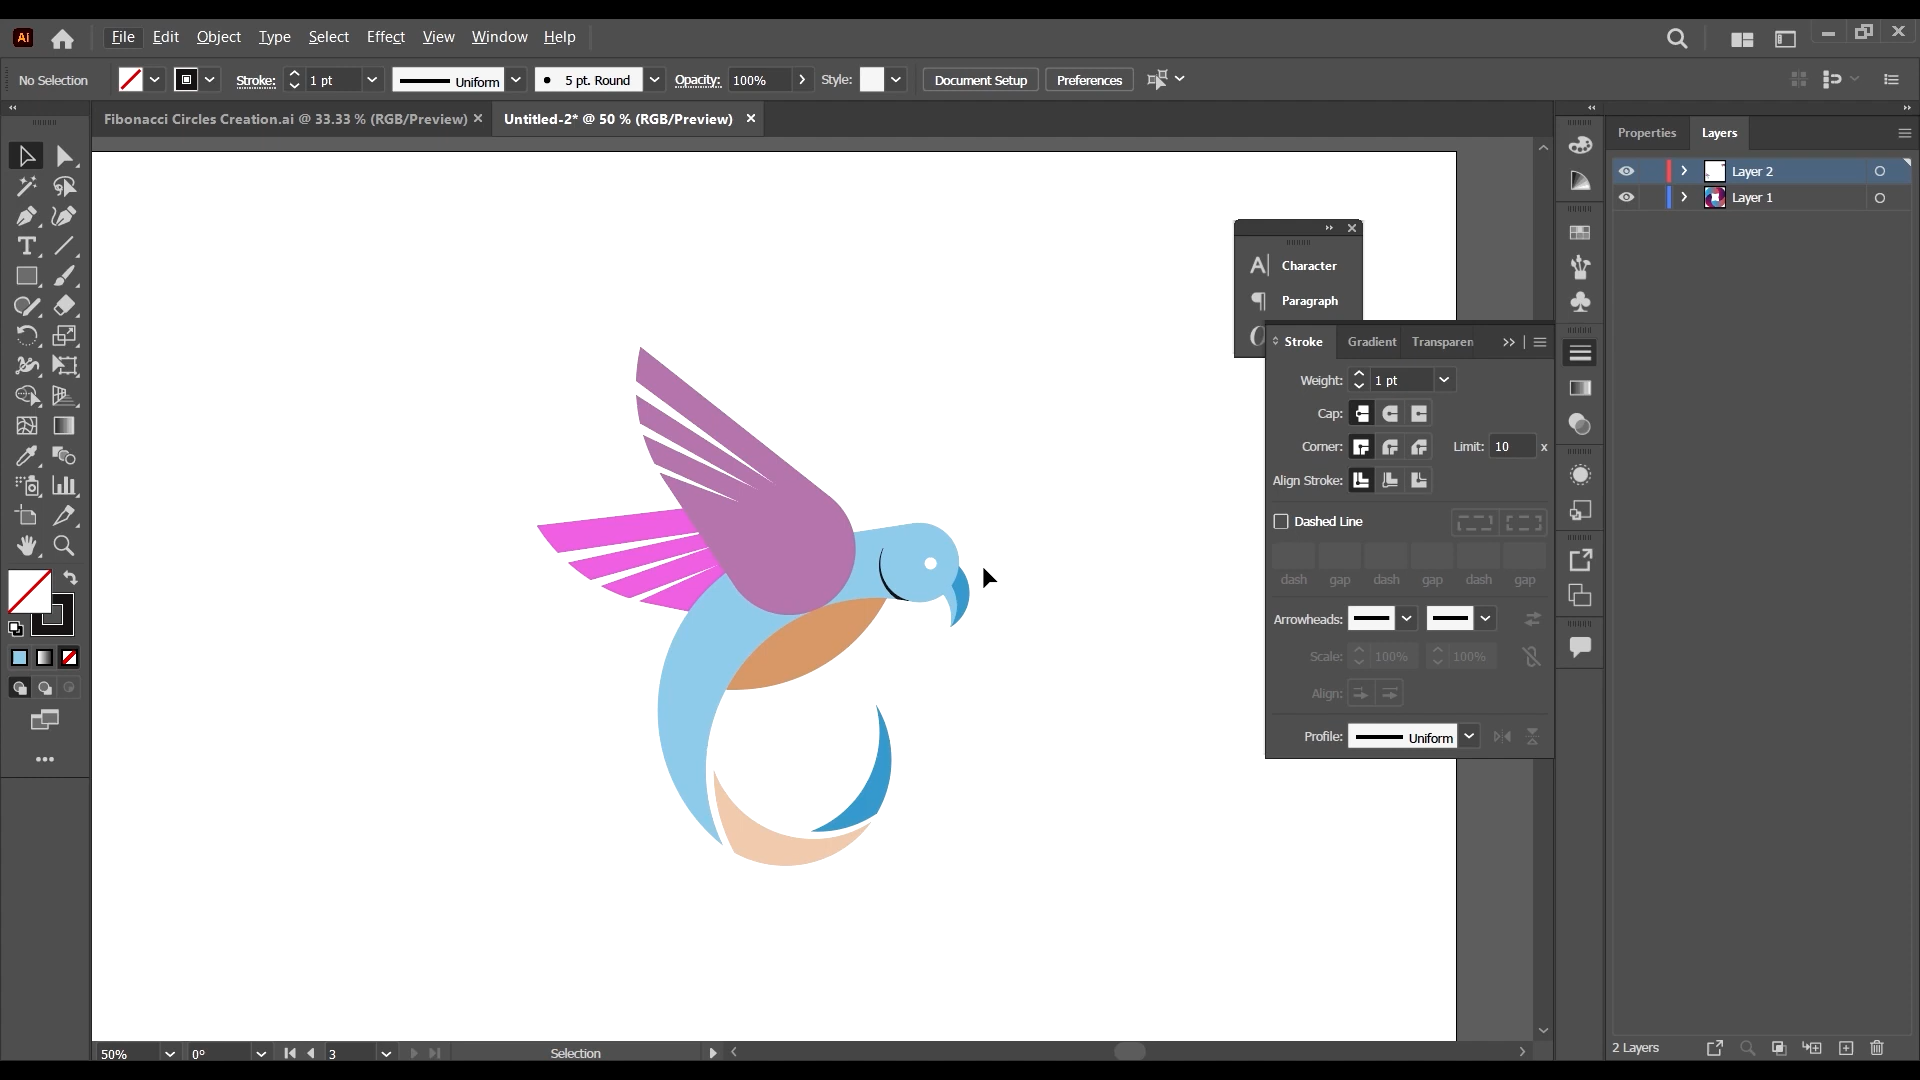 Ai File Edit Object Type Select Effect View Window Help
No Selection Stroke: 1 pt Uniform 5 pt. Round Opacity: 100% Style: Document Setup Preferences
Fibonacci Circles Creation.ai @ 33.33 % (RGB/Preview) Untitled-2* @ 50 % (RGB/Preview)
Properties Layers
Layer 2
Layer 1
Character
Paragraph
Stroke Gradient Transparen
Weight: 1 pt
Cap:
Corner: Limit: 10 x
Align Stroke:
Dashed Line
dash gap dash gap dash gap
Arrowheads:
Scale: 100% 100%
Align:
Profile: Uniform
50% 0° 3 Selection
2 Layers